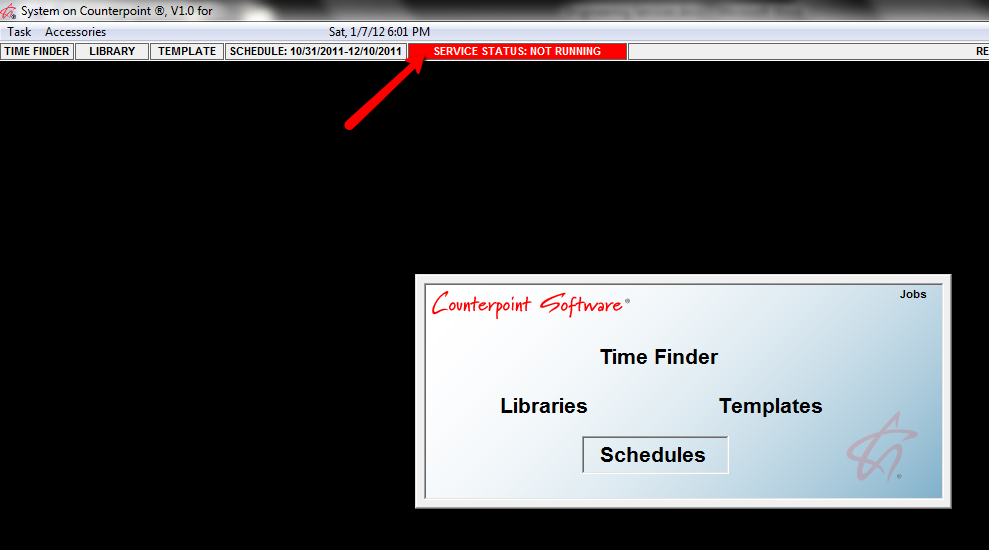 System on Counterpoint ®, V1.0 for
Task Accessories Sat, 1/7/12 6:01 PM
TIME FINDER LIBRARY TEMPLATE SCHEDULE: 10/31/2011-12/10/2011 SERVICE STATUS: NOT RUNNING RE
Jobs
Counterpoint Software®
Time Finder
Libraries Templates
Schedules
®